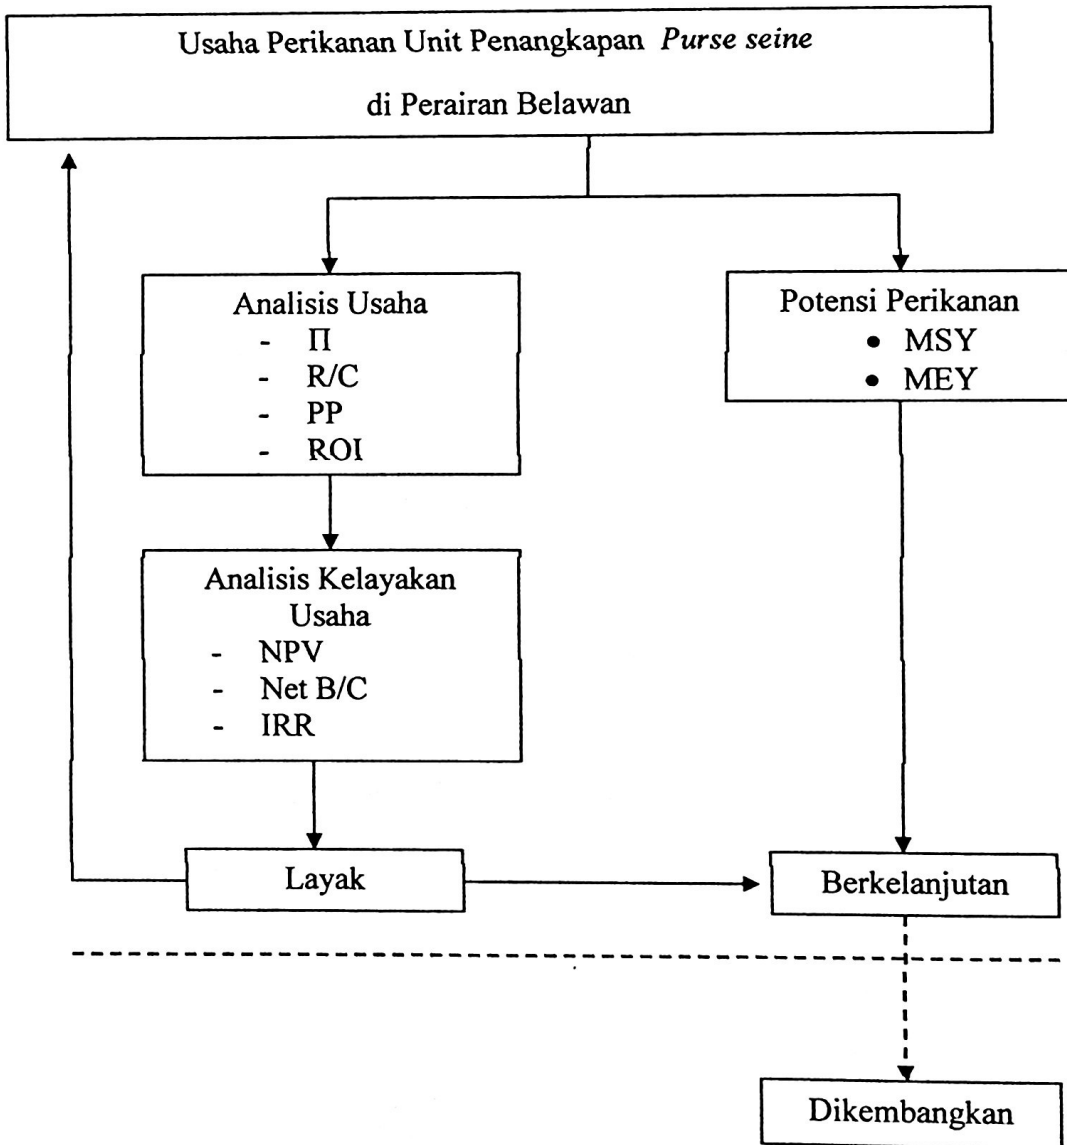 Usaha Perikanan Unit Penangkapan Purse seine
di Perairan Belawan
Analisis Usaha
- Π
- R/C
- PP
- ROI
Potensi Perikanan
• MSY
• MEY
Analisis Kelayakan
Usaha
- NPV
- Net B/C
- IRR
Layak
Berkelanjutan
Dikembangkan